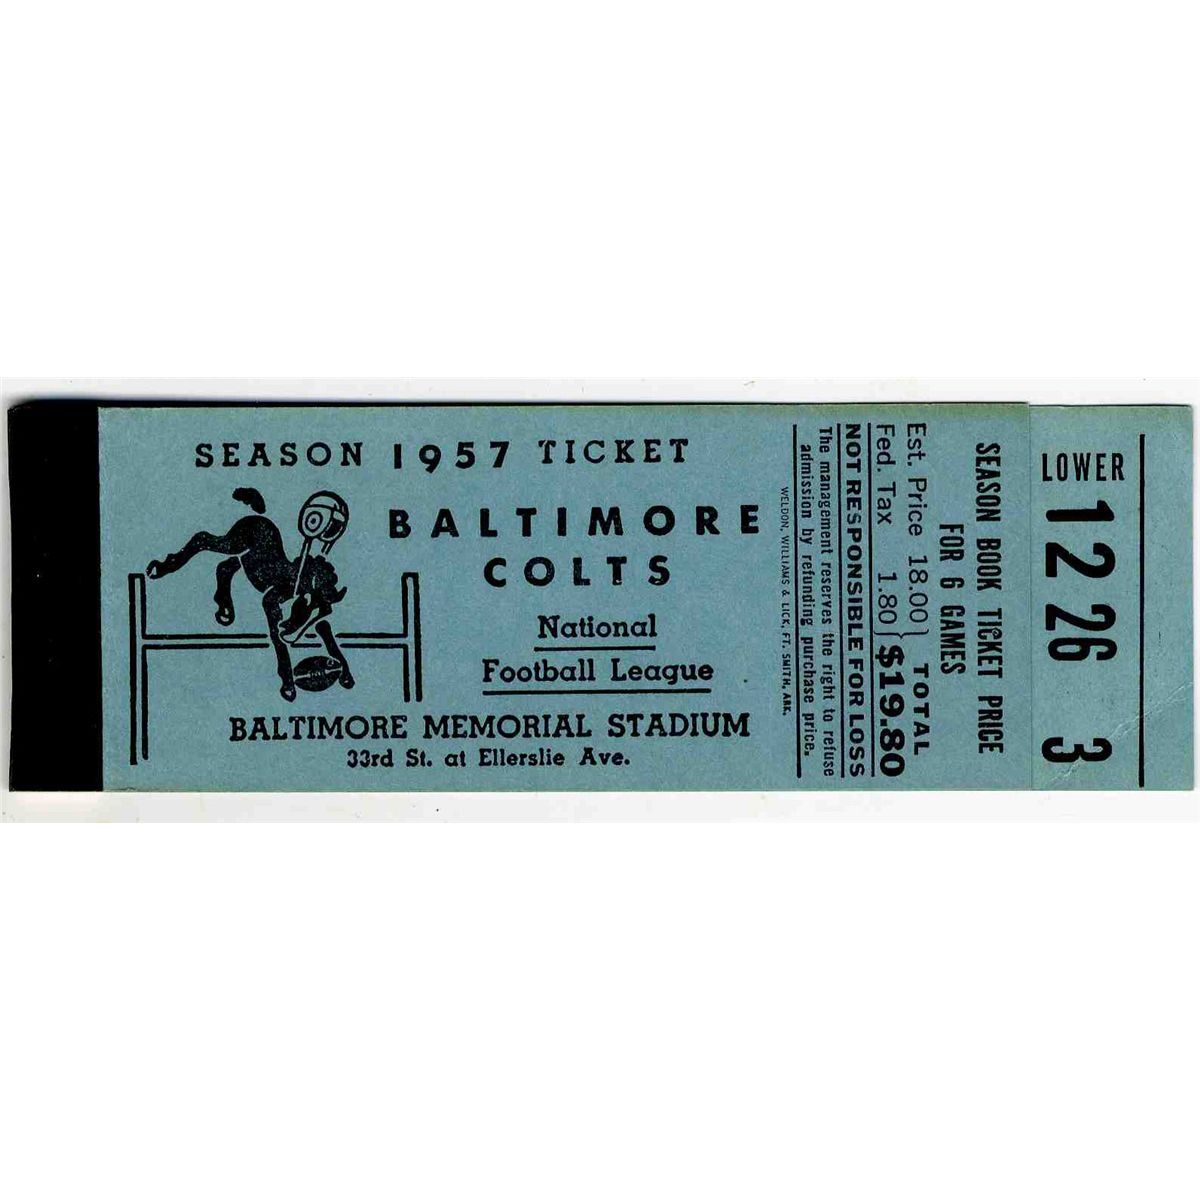 SEASON 1957 TICKET
BALTIMORE
COLTS
National
Football League
BALTIMORE MEMORIAL STADIUM
33rd St. at Ellerslie Ave.
SEASON BOOK TICKET PRICE
FOR 6 GAMES
Est. Price 18.00} TOTAL
Fed. Tax 1.80} $19.80
NOT RESPONSIBLE FOR LOSS
The management reserves the right to refuse
admission by refunding purchase price.
WELDON, WILLIAMS & LICK, FT. SMITH, ARK.
LOWER
12 26 3